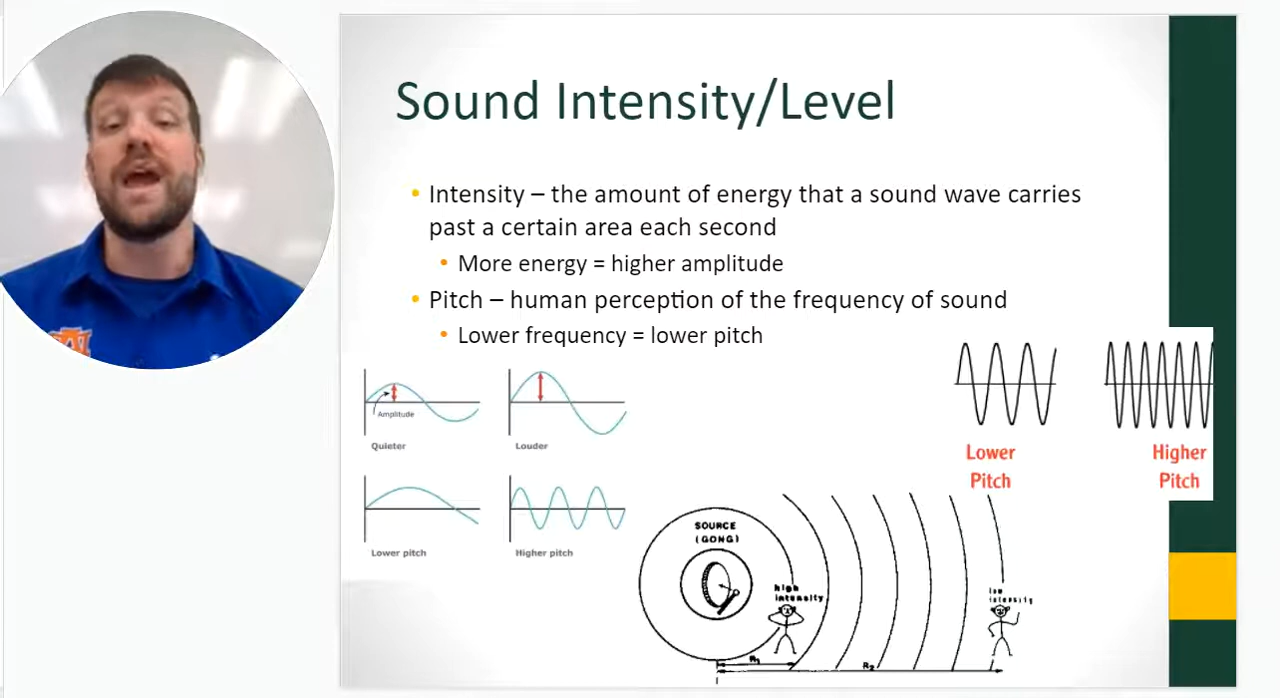 Sound Intensity/Level
• Intensity – the amount of energy that a sound wave carries
past a certain area each second
• More energy = higher amplitude
• Pitch – human perception of the frequency of sound
• Lower frequency = lower pitch
Amplitude
Quieter
Louder
Lower pitch
Higher pitch
Lower
Pitch
Higher
Pitch
SOURCE
(GONG)
high
intensity
low
intensity
R₁
R₂